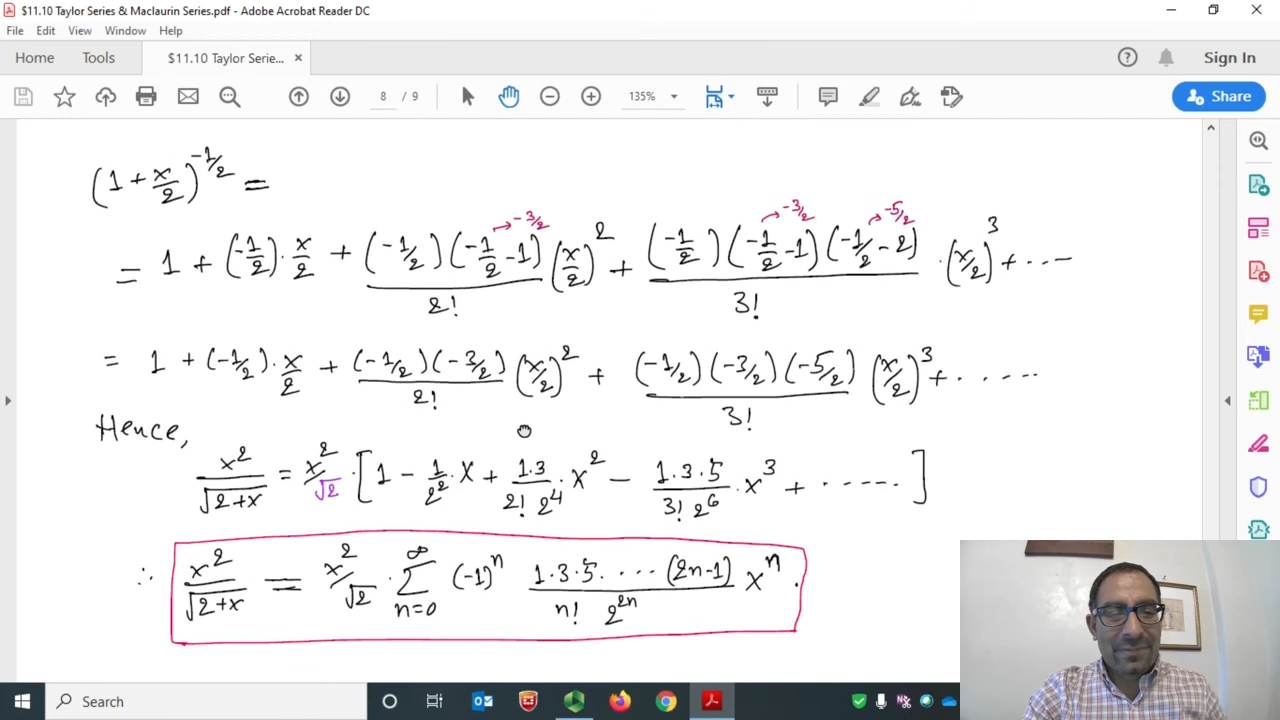 $11.10 Taylor Series & Maclaurin Series.pdf - Adobe Acrobat Reader DC
File Edit View Window Help
Home Tools $11.10 Taylor Serie... × Sign In
8 / 9 135% Share
(1 + x/2)^(-1/2) =
→ -3/2 → -3/2 → -5/2
= 1 + (-1/2) · x/2 + (-1/2)(-1/2 - 1)/2! (x/2)^2 + (-1/2)(-1/2 - 1)(-1/2 - 2)/3! · (x/2)^3 + ···
= 1 + (-1/2) · x/2 + (-1/2)(-3/2)/2! (x/2)^2 + (-1/2)(-3/2)(-5/2)/3! (x/2)^3 + ·····
Hence,
x^2/√(2+x) = x^2/√2 · [1 - 1/2^2 · x + 1.3/(2! 2^4) · x^2 - 1.3.5/(3! 2^6) · x^3 + ·····]
∴ x^2/√(2+x) = x^2/√2 · ∑_{n=0}^{∞} (-1)^n 1.3.5. ···· (2n-1)/(n! 2^(2n)) x^n .
Search